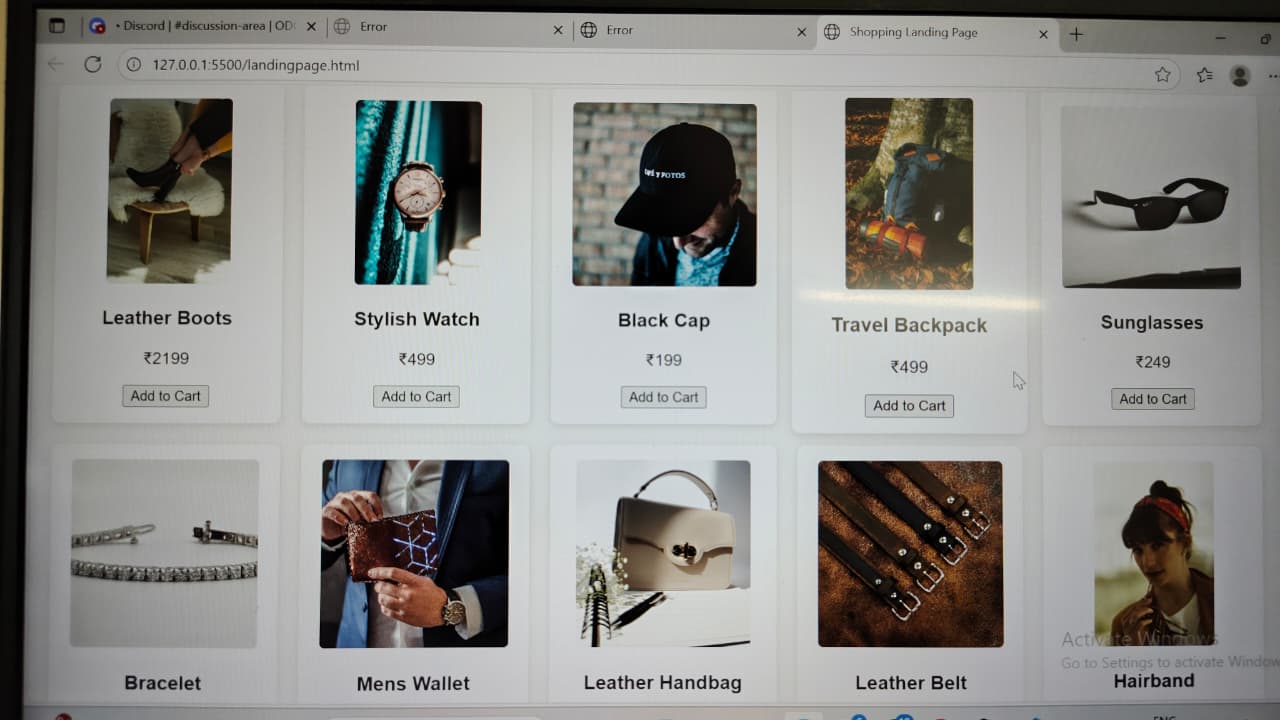 • Discord | #discussion-area | OD
Error
Error
Shopping Landing Page
127.0.0.1:5500/landingpage.html
Leather Boots
Stylish Watch
Black Cap
Travel Backpack
Sunglasses
₹2199
₹499
₹199
₹499
₹249
Add to Cart
Add to Cart
Add to Cart
Add to Cart
Add to Cart
Activate Windows
Go to Settings to activate Window
Bracelet
Mens Wallet
Leather Handbag
Leather Belt
Hairband
ENG